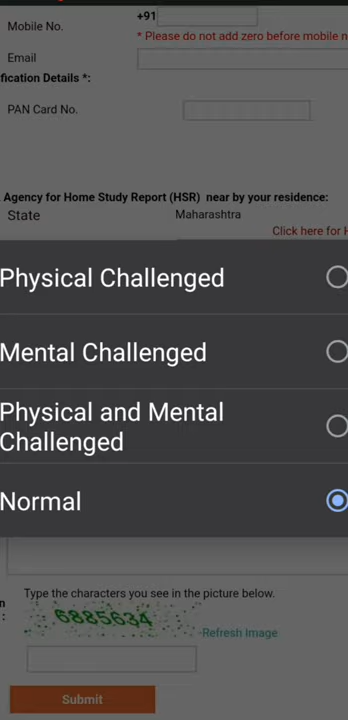 Mobile No.
+91
* Please do not add zero before mobile n
Email
fication Details *:
PAN Card No.
Agency for Home Study Report (HSR) near by your residence:
State
Maharashtra
Click here for H
Physical Challenged
Mental Challenged
Physical and Mental
Challenged
Normal
Type the characters you see in the picture below.
n
:
6885634
Refresh Image
Submit